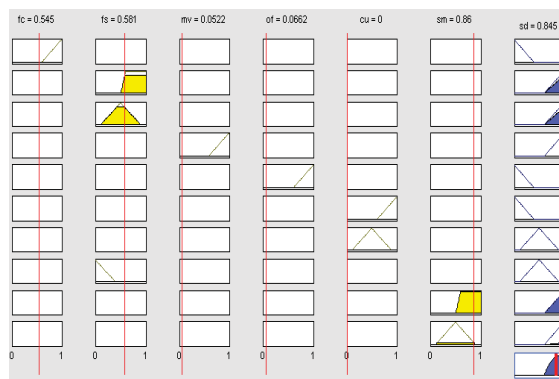 fc = 0.545 fs = 0.581 mv = 0.0522 of = 0.0662 cu = 0 sm = 0.86 sd = 0.845
0 1 0 1 0 1 0 1 0 1 0 1